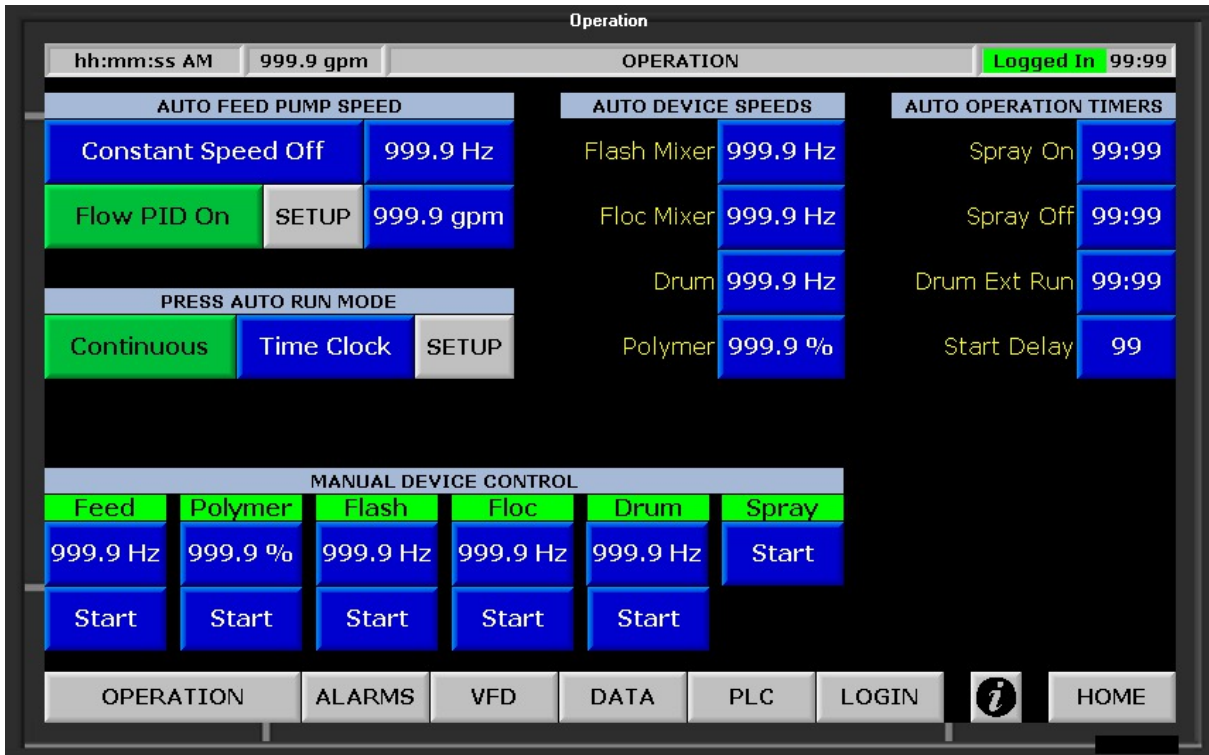 Operation
hh:mm:ss AM 999.9 gpm OPERATION Logged In 99:99
AUTO FEED PUMP SPEED AUTO DEVICE SPEEDS AUTO OPERATION TIMERS
Constant Speed Off 999.9 Hz Flash Mixer 999.9 Hz Spray On 99:99
Flow PID On SETUP 999.9 gpm Floc Mixer 999.9 Hz Spray Off 99:99
Drum 999.9 Hz Drum Ext Run 99:99
PRESS AUTO RUN MODE
Continuous Time Clock SETUP Polymer 999.9 % Start Delay 99
MANUAL DEVICE CONTROL
Feed Polymer Flash Floc Drum Spray
999.9 Hz 999.9 % 999.9 Hz 999.9 Hz 999.9 Hz Start
Start Start Start Start Start
OPERATION ALARMS VFD DATA PLC LOGIN i HOME